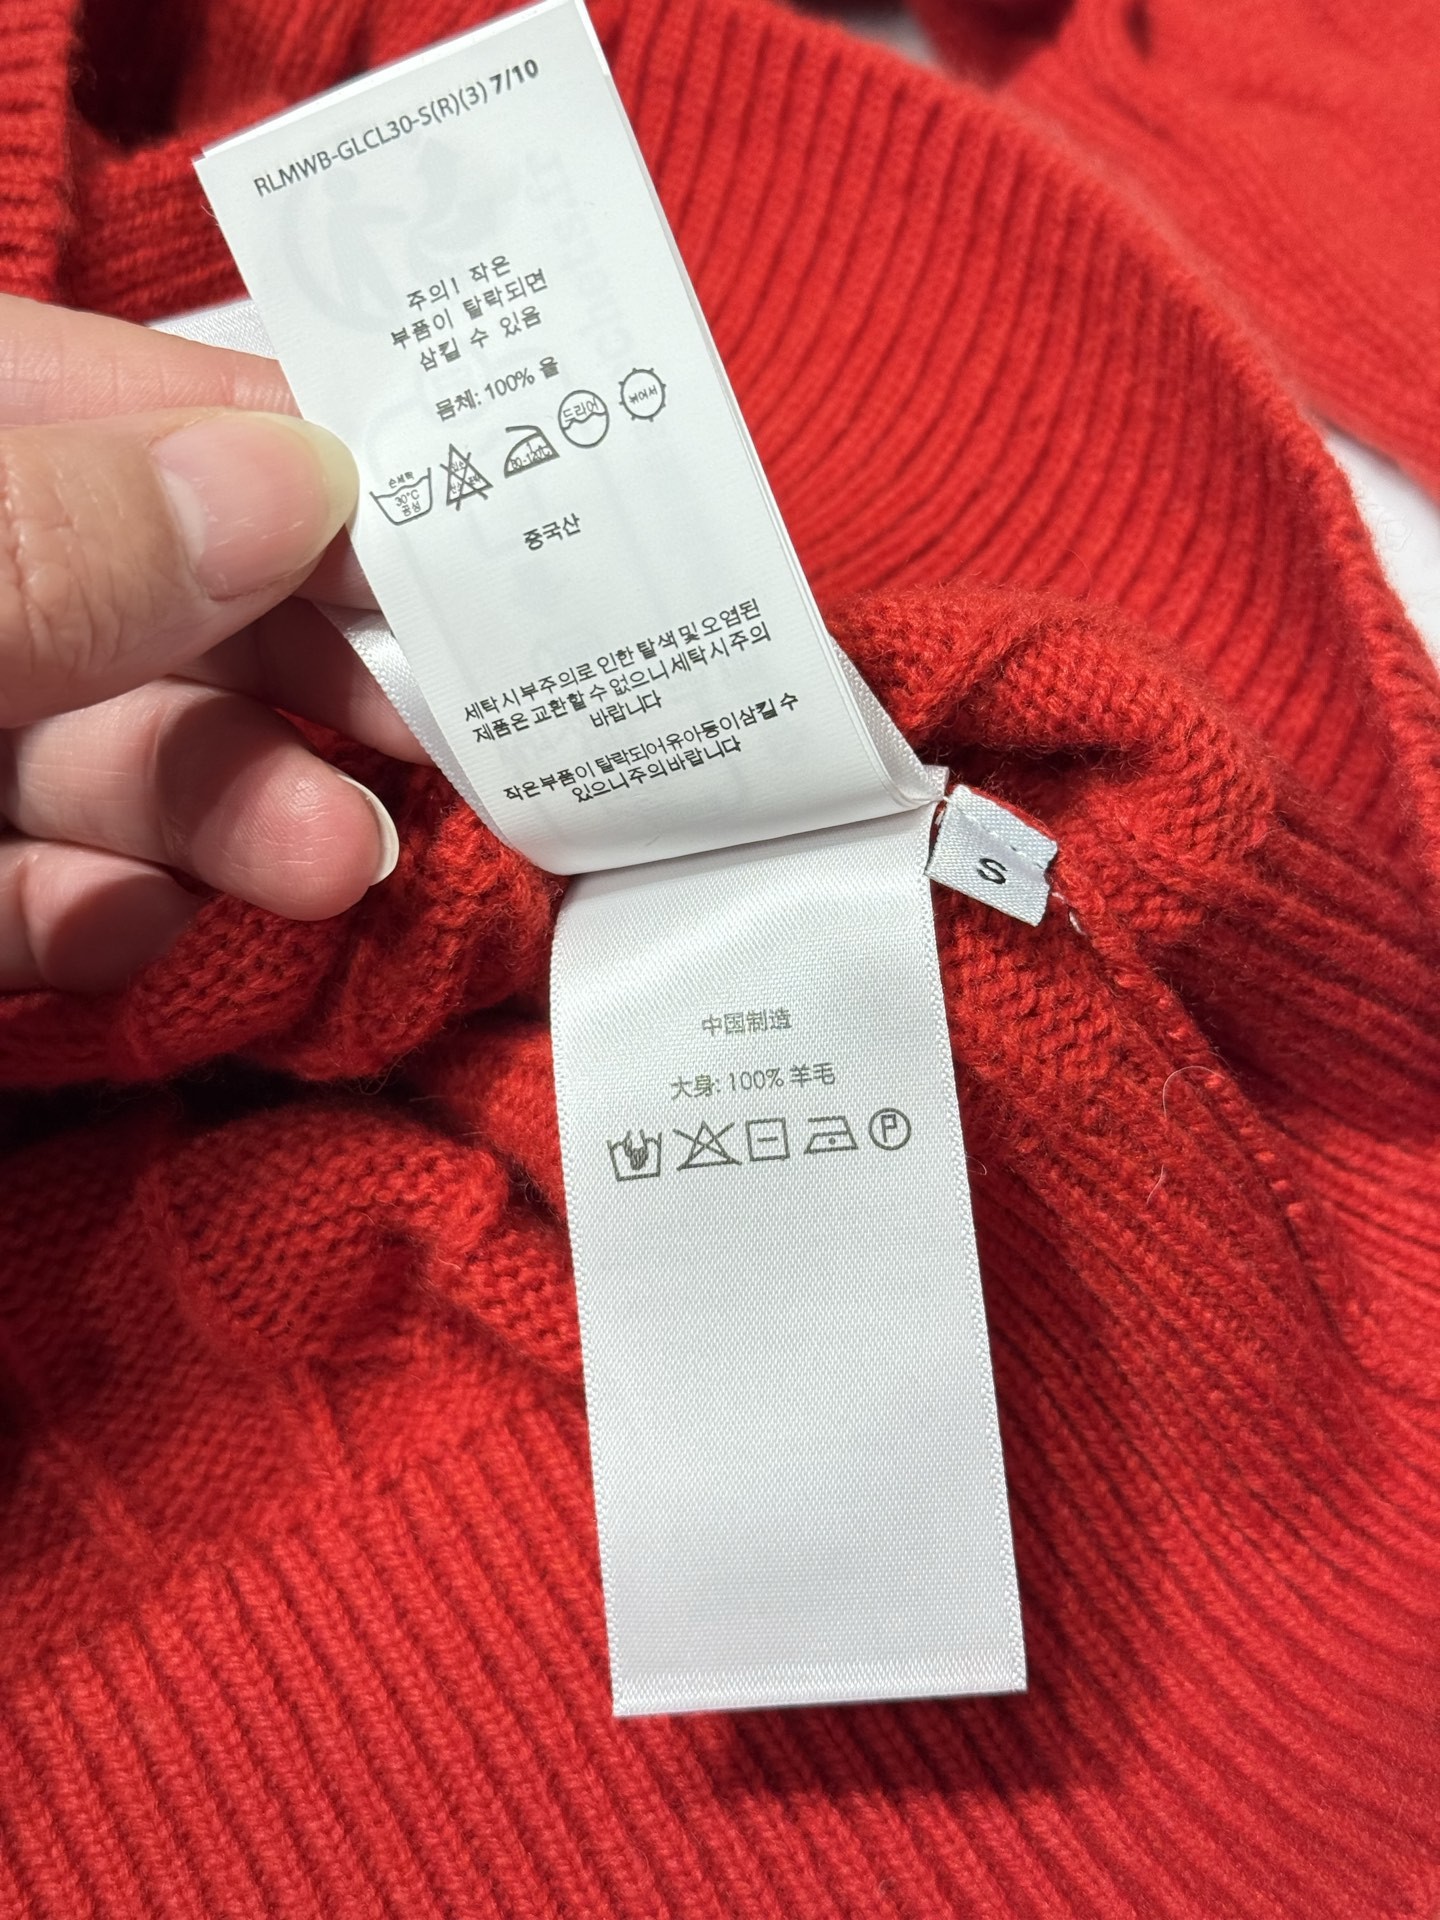 RLMWB-GLCL30-S(R)(3) 7/10
주의! 작은
부품이 탈락되면
삼킬 수 있음
몸체: 100% 울
손세탁
30°C
중성
드라이
뉘어서
중국산
세탁시 부주의로 인한 탈색 및 오염된
제품은 교환할 수 없으니 세탁시 주의
바랍니다
작은 부품이 탈락되어 유아동이 삼킬 수
있으니 주의 바랍니다
S
中国制造
大身: 100% 羊毛
P